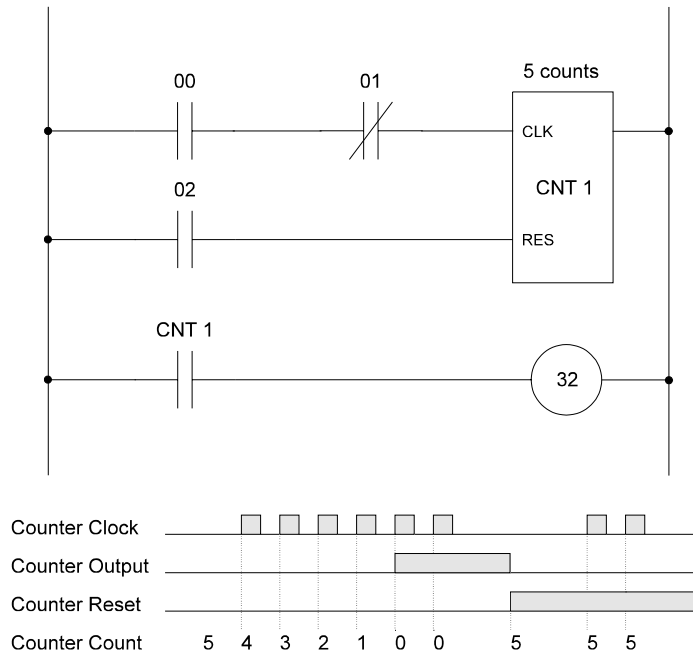 5 counts
00 01
CLK
CNT 1
02
RES
CNT 1
32
Counter Clock
Counter Output
Counter Reset
Counter Count 5 4 3 2 1 0 0 5 5 5